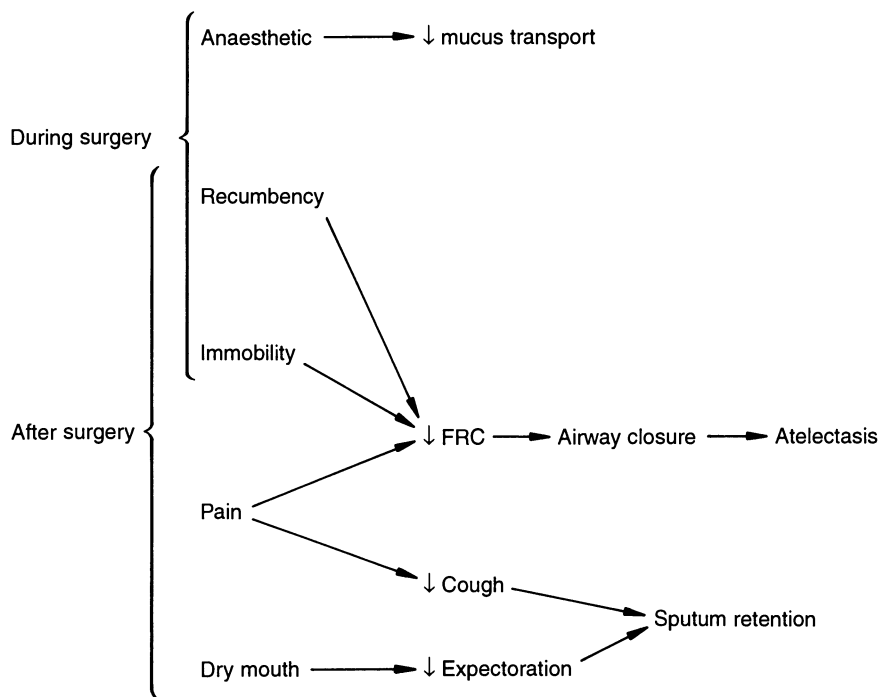 Anaesthetic ↓ mucus transport
During surgery
Recumbency
Immobility
After surgery ↓ FRC Airway closure Atelectasis
Pain
↓ Cough
Sputum retention
Dry mouth ↓ Expectoration